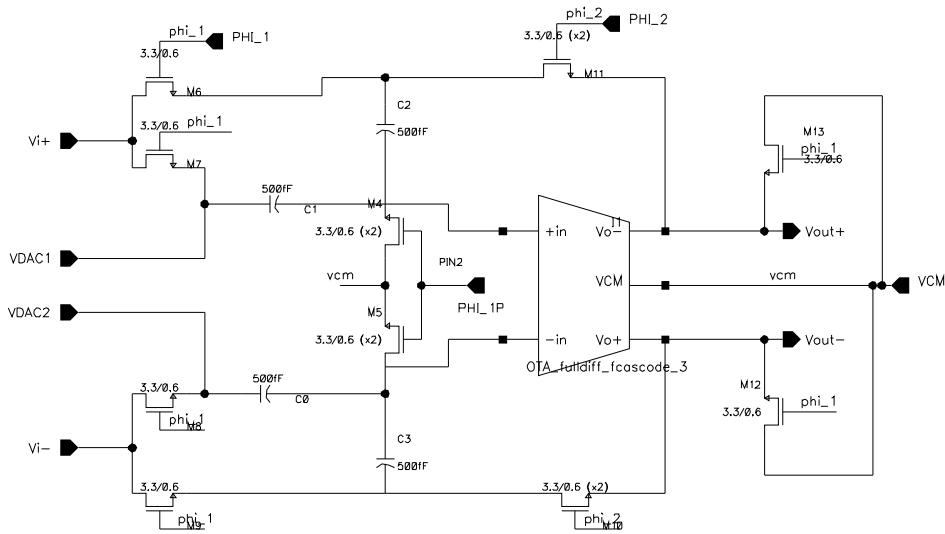 phi_1
PHI_1
3.3/0.6
M6
phi_2
PHI_2
3.3/0.6 (x2)
M11
C2
500fF
3.3/0.6
phi_1
M7
Vi+
M13
phi_1
3.3/0.6
500fF
C1
M4
3.3/0.6 (x2)
+in
Vo-
I1
Vout+
VDAC1
vcm
PIN2
PHI_1P
VCM
vcm
VCM
VDAC2
M5
3.3/0.6 (x2)
-in
Vo+
Vout-
OTA_fulldiff_fcascode_3
3.3/0.6
500fF
C0
phi_1
M8
M12
phi_1
3.3/0.6
Vi-
C3
500fF
3.3/0.6
phi_1
M9
3.3/0.6 (x2)
phi_2
M10